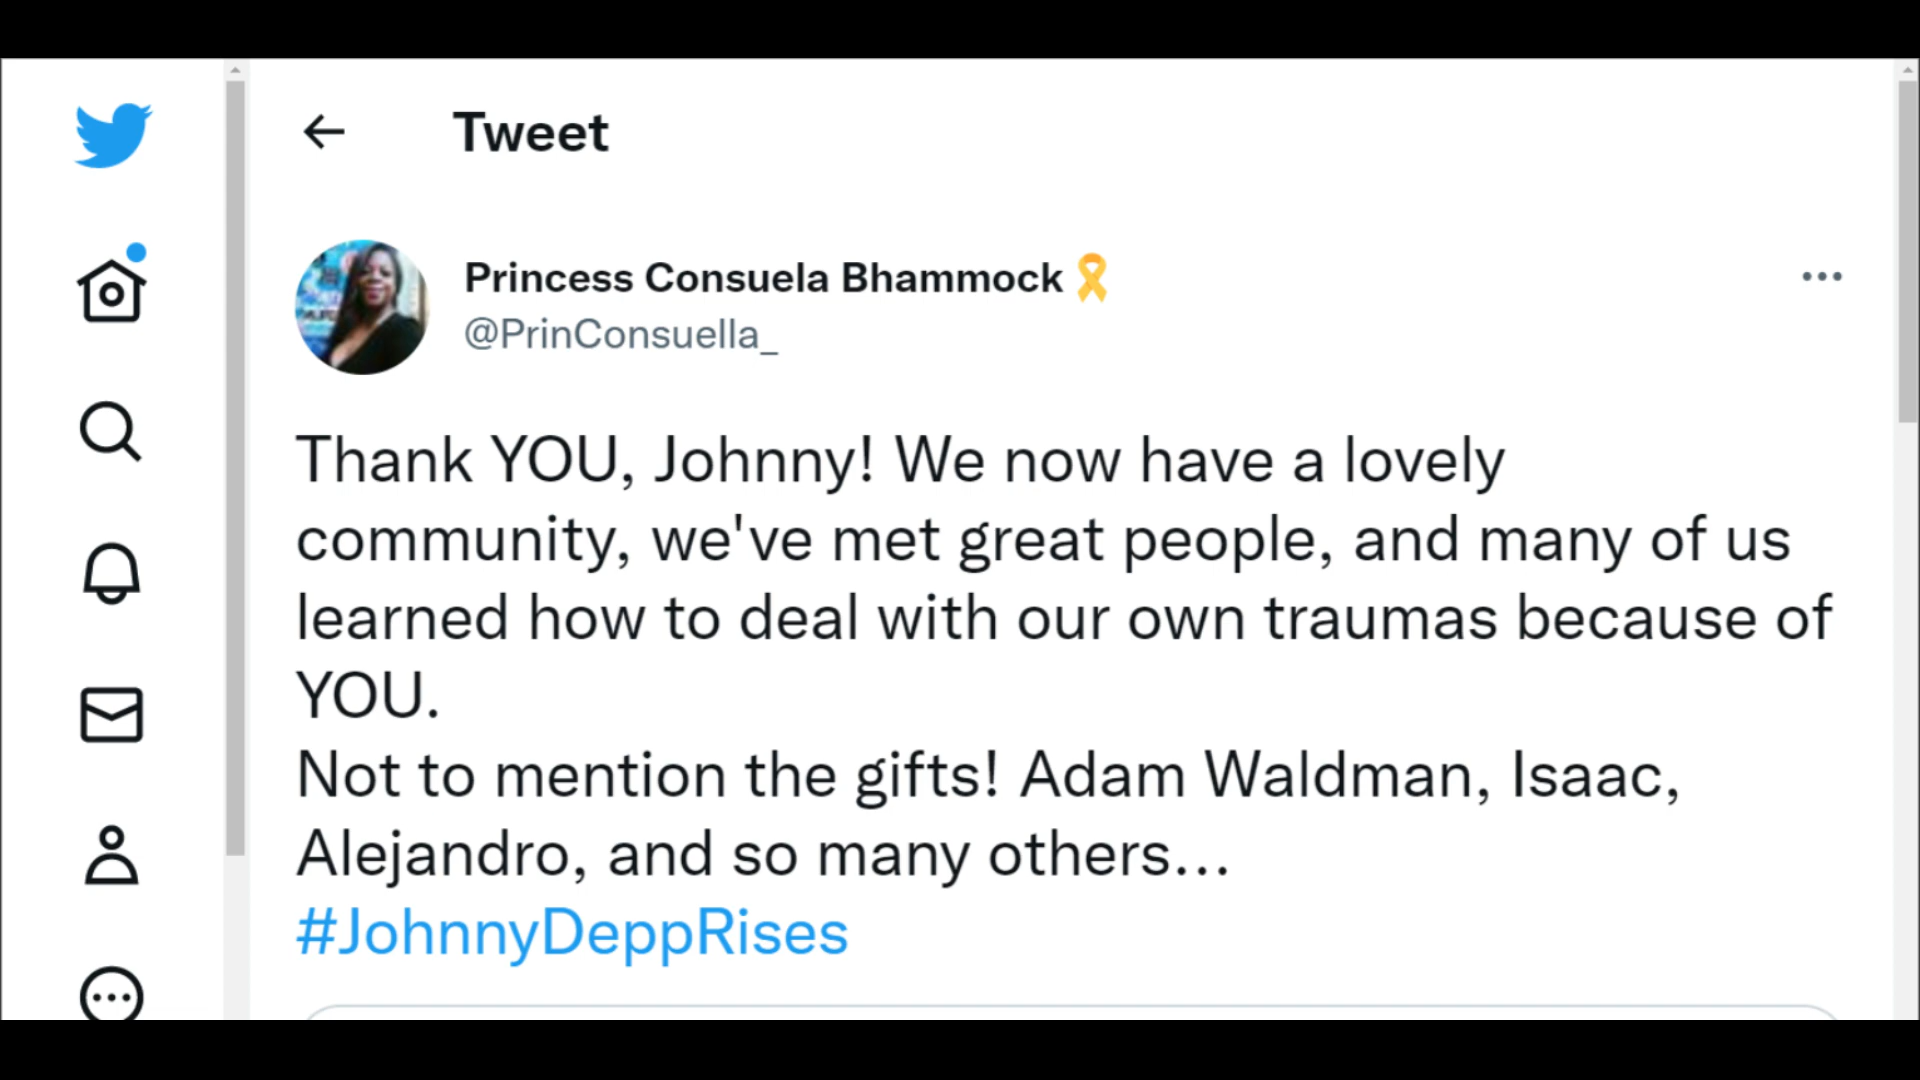 Tweet
Princess Consuela Bhammock
@PrinConsuella_
Thank YOU, Johnny! We now have a lovely
community, we've met great people, and many of us
learned how to deal with our own traumas because of
YOU.
Not to mention the gifts! Adam Waldman, Isaac,
Alejandro, and so many others...
#JohnnyDeppRises